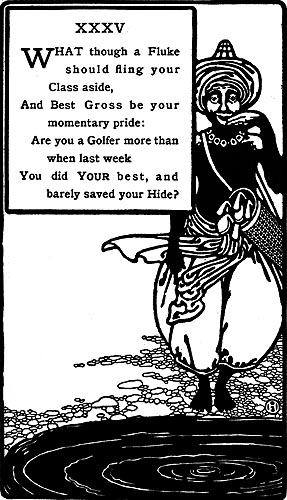 XXXV
WHAT though a Fluke
should fling your
Class aside,
And Best Gross be your
momentary pride:
Are you a Golfer more than
when last week
You did YOUR best, and
barely saved your Hide?